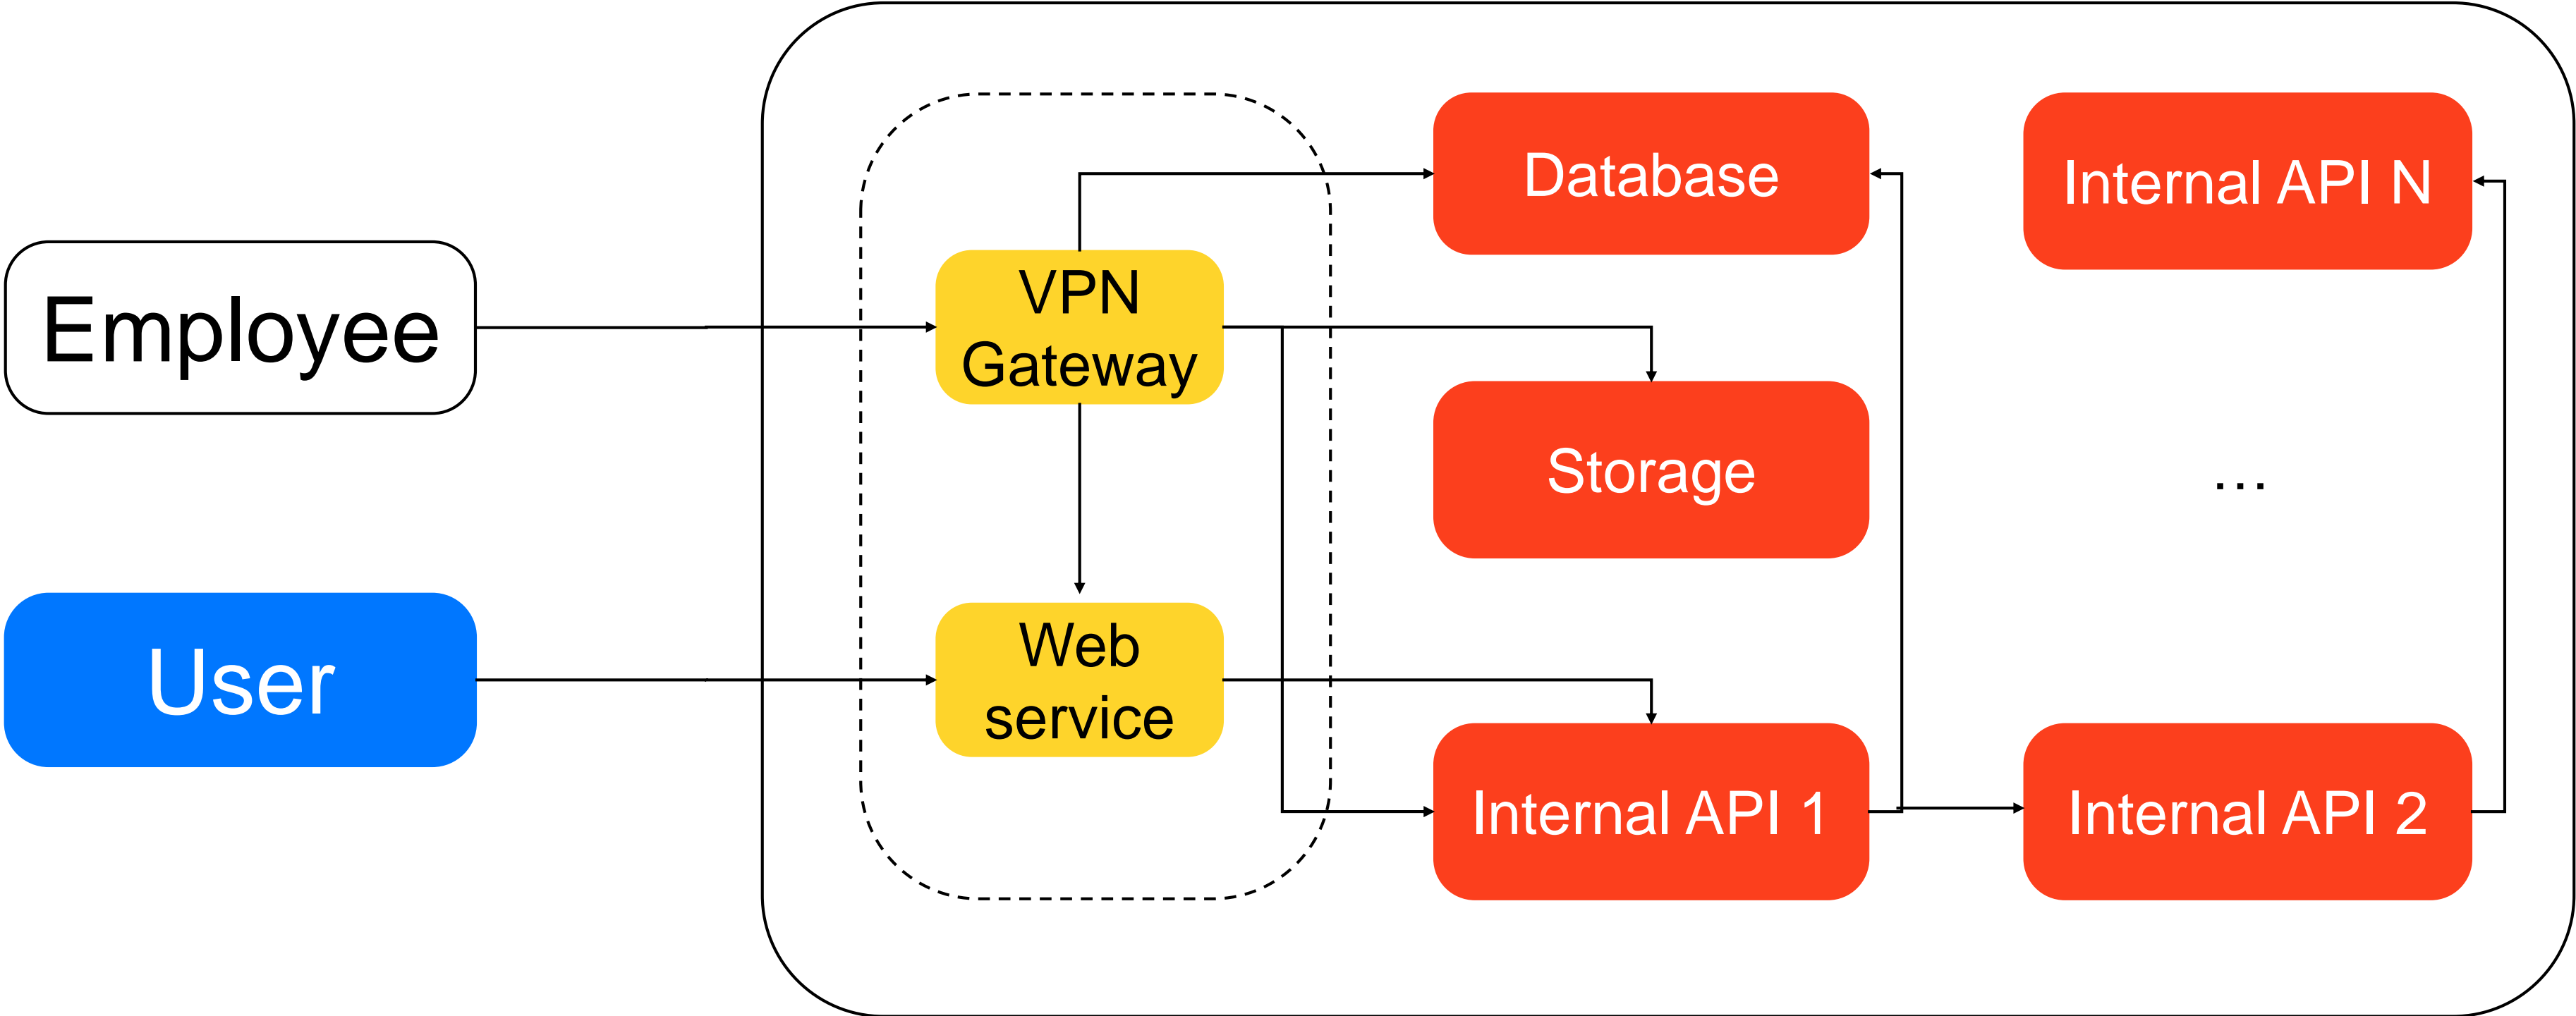 Employee
User
VPN
Gateway
Web
service
Database
Storage
Internal API 1
Internal API N
…
Internal API 2